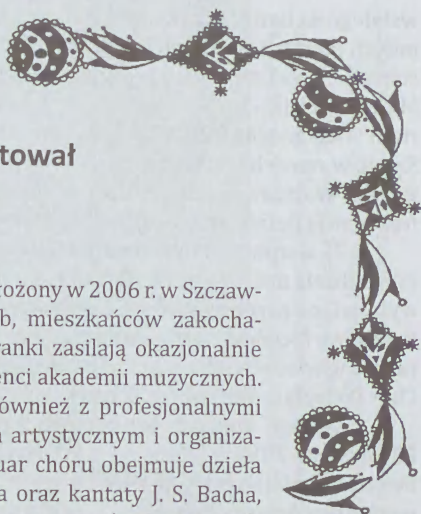 tował
łożony w 2006 r. w Szczaw-
b, mieszkańców zakocha-
anki zasilają okazjonalnie
enci akademii muzycznych.
ównież z profesjonalnymi
artystycznym i organiza-
uar chóru obejmuje dzieła
a oraz kantaty J. S. Bacha,